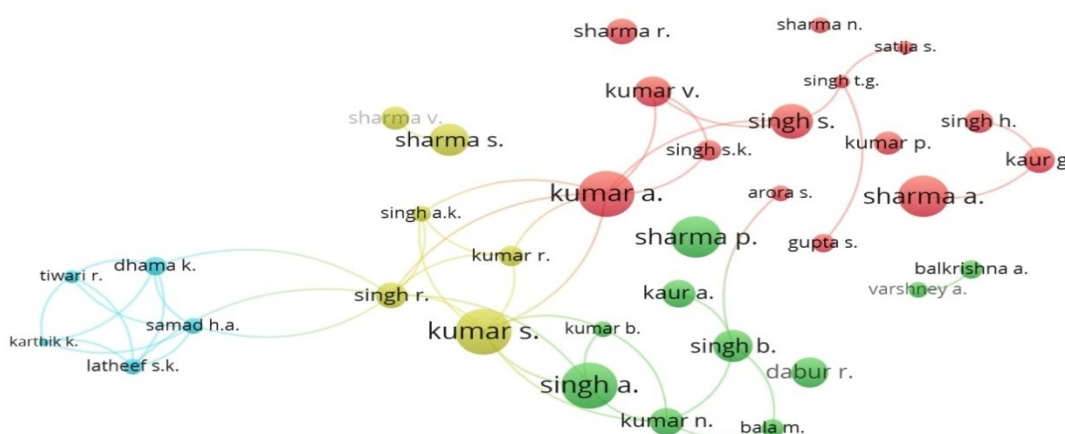 sharma n.
sharma r.
satija s.
singh t.g.
kumar v.
sharma v.
singh s.
singh h.
sharma s.
kumar p.
singh s.k.
kaur g
kumar a.
arora s.
sharma a.
singh a.k.
sharma p.
gupta s.
kumar r.
dhama k.
tiwari r.
balkrishna a.
varshney a.
singh r.
kaur a.
samad h.a.
kumar s.
kumar b.
karthik k.
singh b.
latheef s.k.
dabur r.
singh a.
kumar n.
bala m.